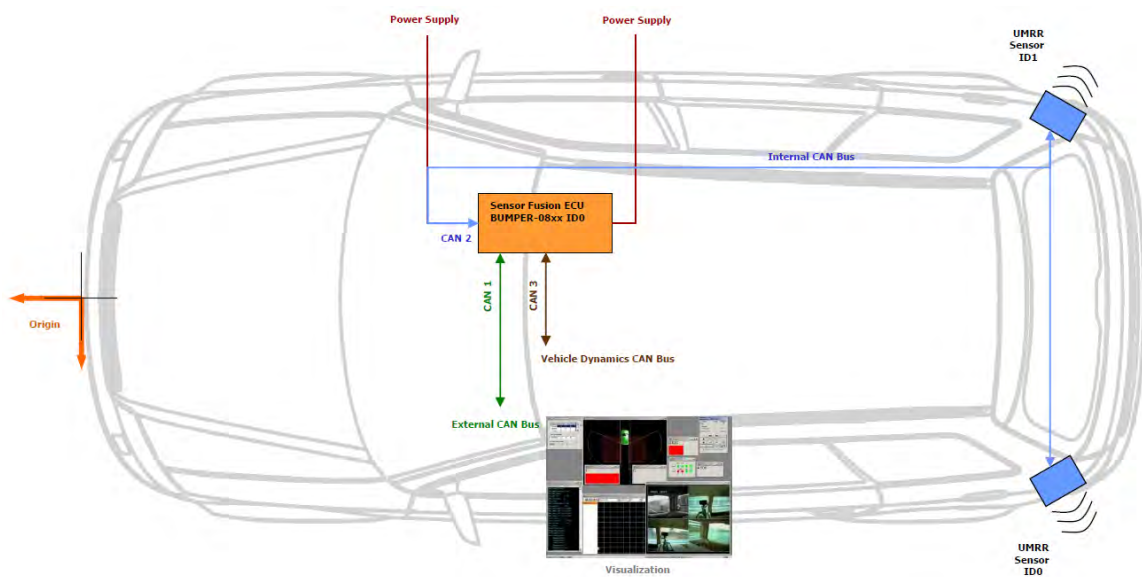 Power Supply
Power Supply
UMRR
Sensor
ID1
Internal CAN Bus
Sensor Fusion ECU
BUMPER-08xx ID0
CAN 2
CAN 1
CAN 3
Origin
Vehicle Dynamics CAN Bus
External CAN Bus
Visualization
UMRR
Sensor
ID0